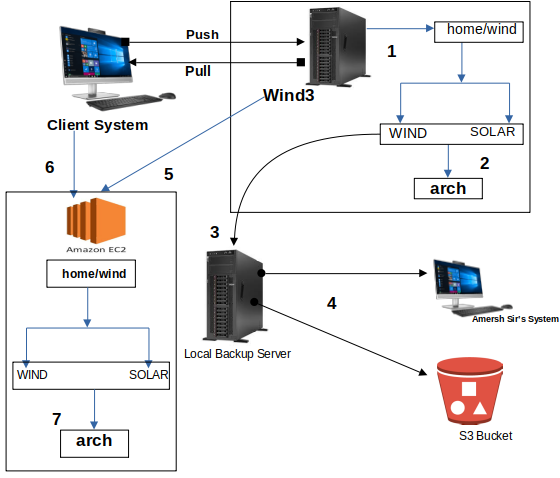 Push
Pull
Client System
Wind3
1
home/wind
WIND
SOLAR
2
arch
6
5
3
Amazon EC2
home/wind
4
Amersh Sir's System
Local Backup Server
WIND
SOLAR
7
arch
S3 Bucket